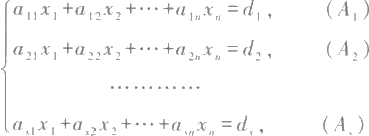 a₁₁x₁+a₁₂x₂+⋯+a₁ₙxₙ=d₁, (A₁)
a₂₁x₁+a₂₂x₂+⋯+a₂ₙxₙ=d₂, (A₂)
…………
aₛ₁x₁+aₛ₂x₂+⋯+aₛₙxₙ=dₛ, (Aₛ)